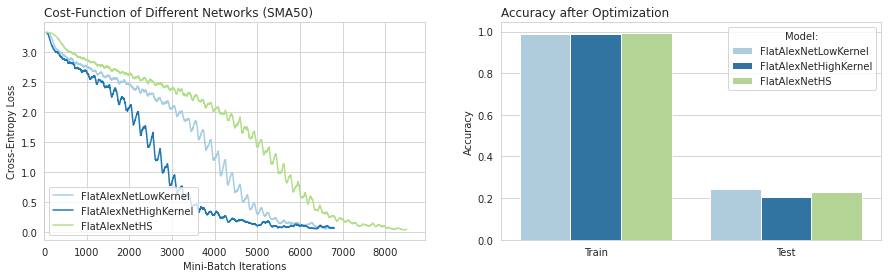 Cost-Function of Different Networks (SMA50)
Cross-Entropy Loss
3.0
2.5
2.0
1.5
1.0
0.5
0.0
FlatAlexNetLowKernel
FlatAlexNetHighKernel
FlatAlexNetHS
0 1000 2000 3000 4000 5000 6000 7000 8000
Mini-Batch Iterations
Accuracy after Optimization
Accuracy
1.0
0.8
0.6
0.4
0.2
0.0
Model:
FlatAlexNetLowKernel
FlatAlexNetHighKernel
FlatAlexNetHS
Train Test